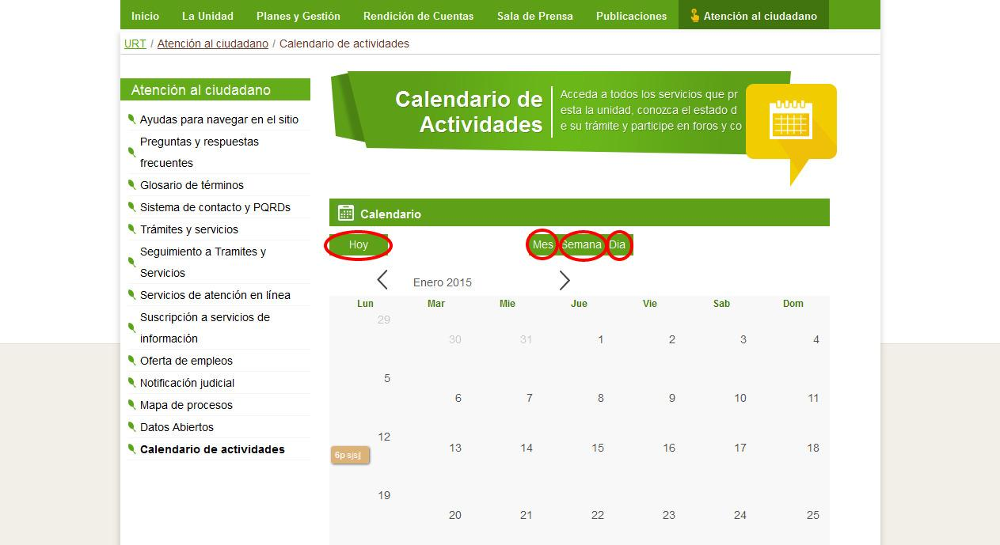 Inicio La Unidad Planes y Gestión Rendición de Cuentas Sala de Prensa Publicaciones Atención al ciudadano
URT / Atención al ciudadano / Calendario de actividades
Atención al ciudadano
Ayudas para navegar en el sitio
Preguntas y respuestas
frecuentes
Glosario de términos
Sistema de contacto y PQRDs
Trámites y servicios
Seguimiento a Tramites y
Servicios
Servicios de atención en línea
Suscripción a servicios de
información
Oferta de empleos
Notificación judicial
Mapa de procesos
Datos Abiertos
Calendario de actividades
Calendario de
Actividades
Acceda a todos los servicios que pr
esta la unidad, conozca el estado d
e su trámite y participe en foros y co
Calendario
Hoy Mes Semana Dia
Enero 2015
Lun Mar Mie Jue Vie Sab Dom
29 30 31 1 2 3 4
5 6 7 8 9 10 11
12 13 14 15 16 17 18
6p sjsj
19 20 21 22 23 24 25